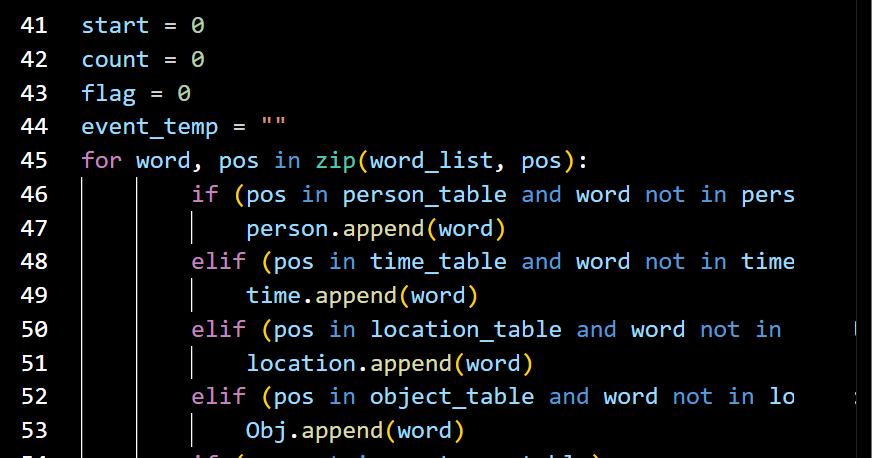 41 start = 0
42 count = 0
43 flag = 0
44 event_temp = ""
45 for word, pos in zip(word_list, pos):
46 if (pos in person_table and word not in pers
47 person.append(word)
48 elif (pos in time_table and word not in time
49 time.append(word)
50 elif (pos in location_table and word not in
51 location.append(word)
52 elif (pos in object_table and word not in lo
53 Obj.append(word)